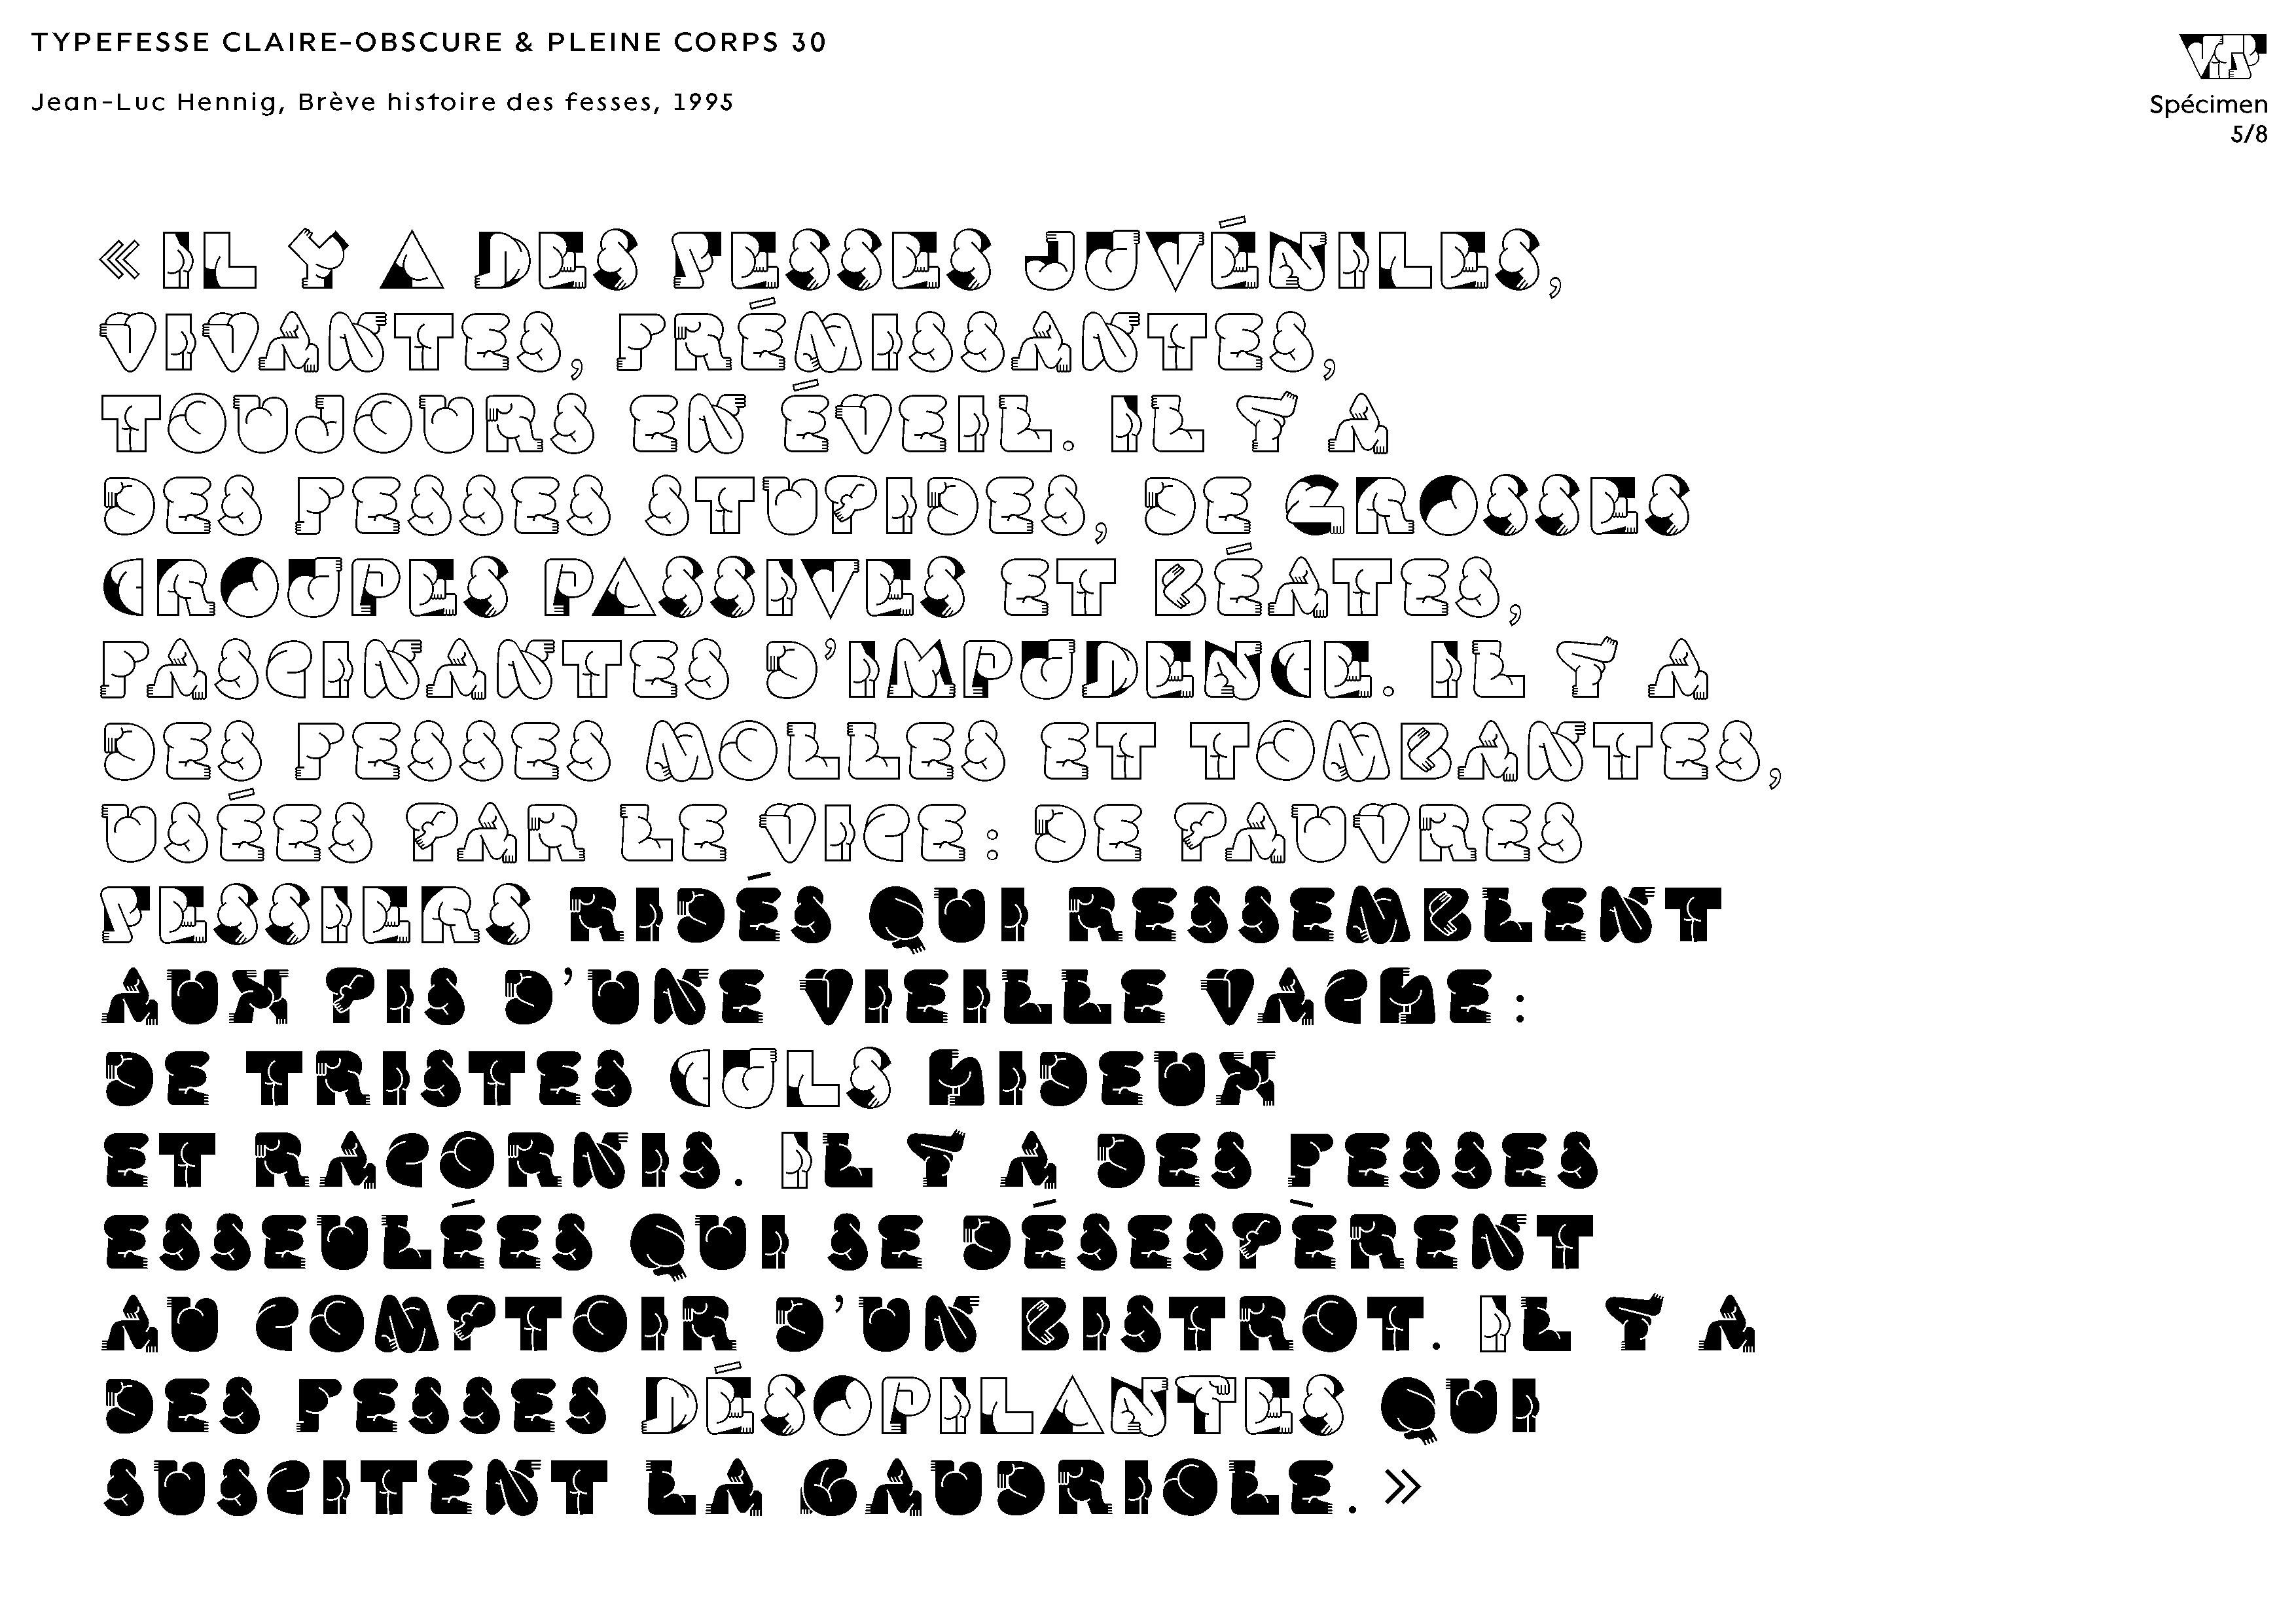 TYPEFESSE CLAIRE-OBSCURE & PLEINE CORPS 30
Jean-Luc Hennig, Brève histoire des fesses, 1995
VTP
Spécimen
5/8
« IL Y A DES FESSES JUVÉNILES,
VIVANTES, FRÉMISSANTES,
TOUJOURS EN ÉVEIL. IL Y A
DES FESSES STUPIDES, DE GROSSES
CROUPES PASSIVES ET BÉATES,
FASCINANTES D’IMPUDENCE. IL Y A
DES FESSES MOLLES ET TOMBANTES,
USÉES PAR LE VICE : DE PAUVRES
FESSIERS RIDÉS QUI RESSEMBLENT
AUX PIS D’UNE VIEILLE VACHE :
DE TRISTES CULS HIDEUX
ET RACORNIS. IL Y A DES FESSES
ESSEULÉES QUI SE DÉSESPÈRENT
AU COMPTOIR D’UN BISTROT. IL Y A
DES FESSES DÉSOPILANTES QUI
SUSCITENT LA GAUDRIOLE. »